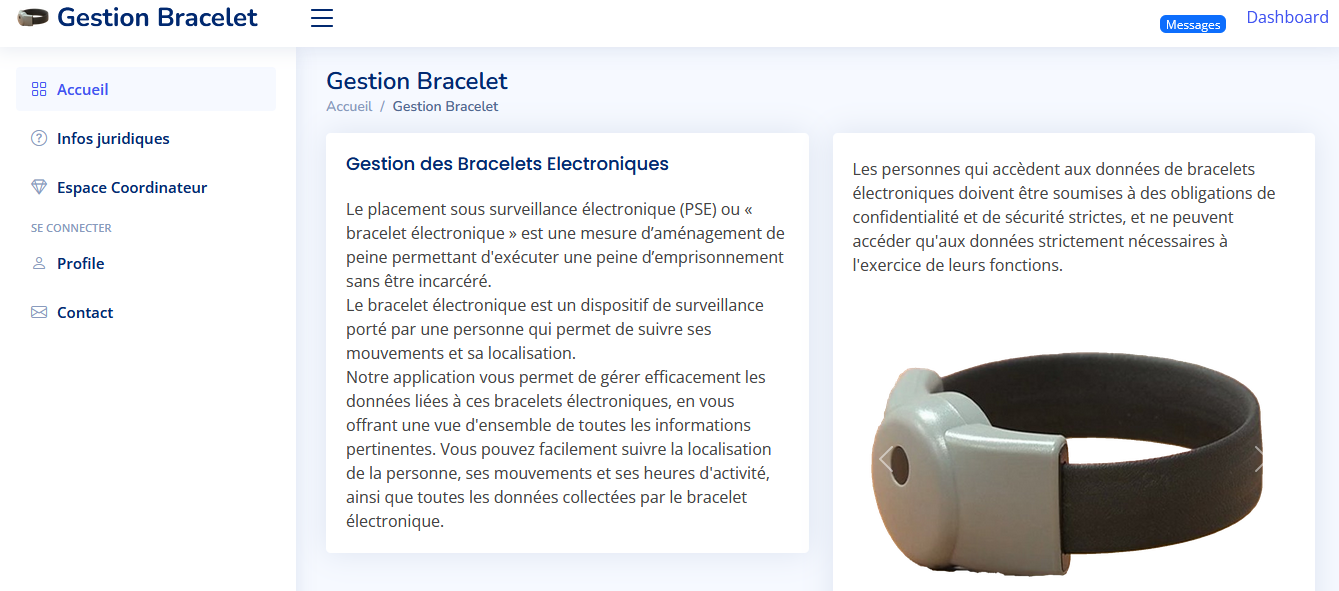 Gestion Bracelet
Messages
Dashboard
Accueil
Infos juridiques
Espace Coordinateur
SE CONNECTER
Profile
Contact
Gestion Bracelet
Accueil / Gestion Bracelet
Gestion des Bracelets Electroniques
Le placement sous surveillance électronique (PSE) ou «
bracelet électronique » est une mesure d’aménagement de
peine permettant d'exécuter une peine d’emprisonnement
sans être incarcéré.
Le bracelet électronique est un dispositif de surveillance
porté par une personne qui permet de suivre ses
mouvements et sa localisation.
Notre application vous permet de gérer efficacement les
données liées à ces bracelets électroniques, en vous
offrant une vue d'ensemble de toutes les informations
pertinentes. Vous pouvez facilement suivre la localisation
de la personne, ses mouvements et ses heures d'activité,
ainsi que toutes les données collectées par le bracelet
électronique.
Les personnes qui accèdent aux données de bracelets
électroniques doivent être soumises à des obligations de
confidentialité et de sécurité strictes, et ne peuvent
accéder qu'aux données strictement nécessaires à
l'exercice de leurs fonctions.